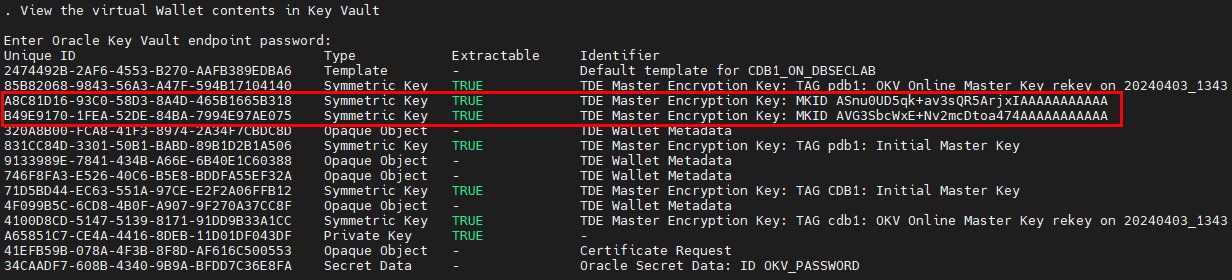 . View the virtual Wallet contents in Key Vault
Enter Oracle Key Vault endpoint password:
Unique ID Type Extractable Identifier
2474492B-2AF6-4553-B270-AAFB389EDBA6 Template - Default template for CDB1_ON_DBSECLAB
85B82068-9843-56A3-A47F-594B17104140 Symmetric Key TRUE TDE Master Encryption Key: TAG pdb1: OKV Online Master Key rekey on 20240403_1343
A8C81D16-93C0-58D3-8A4D-465B1665B318 Symmetric Key TRUE TDE Master Encryption Key: MKID ASnu0UD5qk+av3sQR5ArjxIAAAAAAAAAAA
B49E9170-1FEA-52DE-84BA-7994E97AE075 Symmetric Key TRUE TDE Master Encryption Key: MKID AVG3SbcWxE+Nv2mcDtoa474AAAAAAAAAAA
320A8B00-FCA8-41F3-8974-2A34F7CBDC8D Opaque Object - TDE Wallet Metadata
831CC84D-3301-50B1-BABD-89B1D2B1A506 Symmetric Key TRUE TDE Master Encryption Key: TAG pdb1: Initial Master Key
9133989E-7841-434B-A66E-6B40E1C60388 Opaque Object - TDE Wallet Metadata
746F8FA3-E526-40C6-B5E8-BDDFA55EF32A Opaque Object - TDE Wallet Metadata
71D5BD44-EC63-551A-97CE-E2F2A06FFB12 Symmetric Key TRUE TDE Master Encryption Key: TAG CDB1: Initial Master Key
4F099B5C-6CD8-4B0F-A907-9F270A37CC8F Opaque Object - TDE Wallet Metadata
4100D8CD-5147-5139-8171-91DD9B33A1CC Symmetric Key TRUE TDE Master Encryption Key: TAG cdb1: OKV Online Master Key rekey on 20240403_1343
A65851C7-CE4A-4416-8DEB-11D01DF043DF Private Key TRUE -
41EFB59B-078A-4F3B-8F8D-AF616C500553 Opaque Object - Certificate Request
34CAADF7-608B-4340-9B9A-BFDD7C36E8FA Secret Data - Oracle Secret Data: ID OKV_PASSWORD